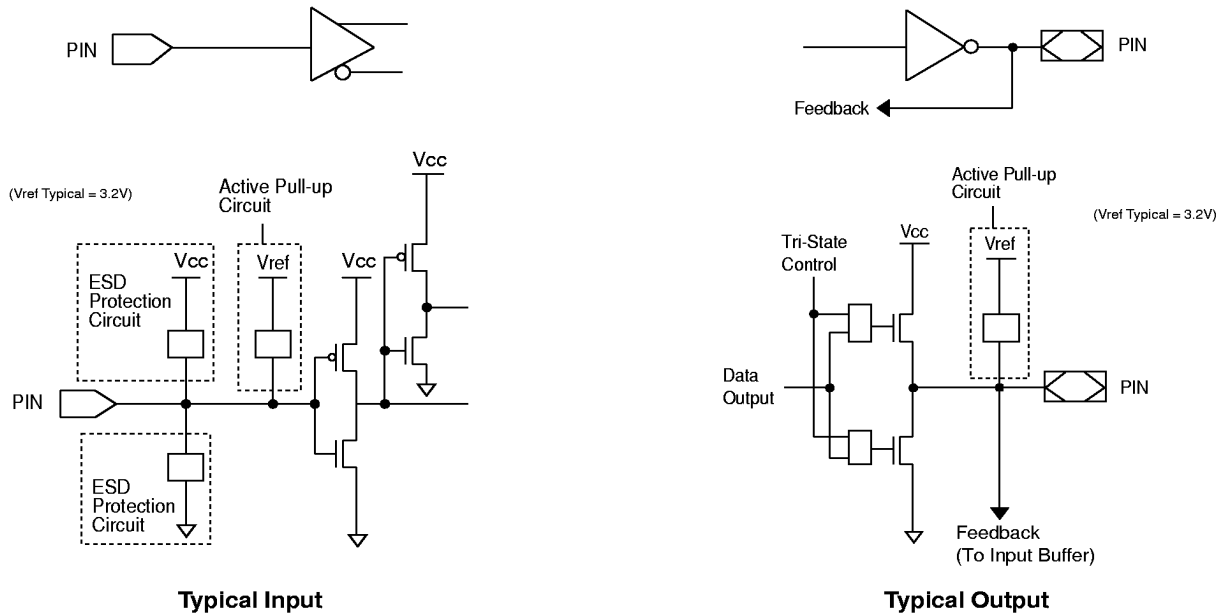 PIN
PIN
Feedback
(Vref Typical = 3.2V)
Active Pull-up
Circuit
Vcc
ESD
Protection
Circuit
Vcc
Vref
Vcc
PIN
ESD
Protection
Circuit
Typical Input
Active Pull-up
Circuit
(Vref Typical = 3.2V)
Tri-State
Control
Vcc
Vref
Data
Output
PIN
Feedback
(To Input Buffer)
Typical Output